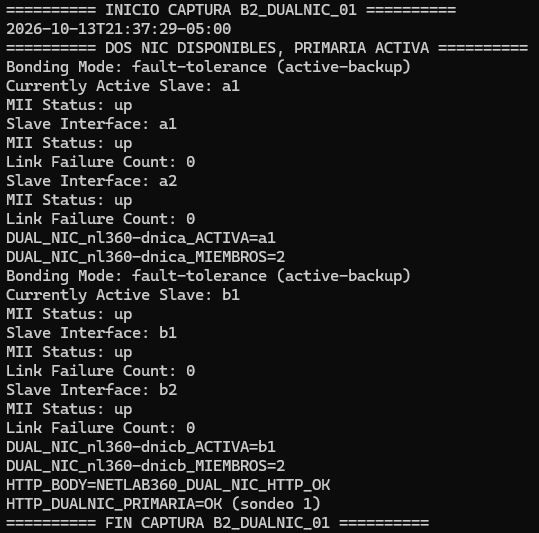 ========== INICIO CAPTURA B2_DUALNIC_01 ==========
2026-10-13T21:37:29-05:00
========== DOS NIC DISPONIBLES, PRIMARIA ACTIVA ==========
Bonding Mode: fault-tolerance (active-backup)
Currently Active Slave: a1
MII Status: up
Slave Interface: a1
MII Status: up
Link Failure Count: 0
Slave Interface: a2
MII Status: up
Link Failure Count: 0
DUAL_NIC_nl360-dnica_ACTIVA=a1
DUAL_NIC_nl360-dnica_MIEMBROS=2
Bonding Mode: fault-tolerance (active-backup)
Currently Active Slave: b1
MII Status: up
Slave Interface: b1
MII Status: up
Link Failure Count: 0
Slave Interface: b2
MII Status: up
Link Failure Count: 0
DUAL_NIC_nl360-dnicb_ACTIVA=b1
DUAL_NIC_nl360-dnicb_MIEMBROS=2
HTTP_BODY=NETLAB360_DUAL_NIC_HTTP_OK
HTTP_DUALNIC_PRIMARIA=OK (sondeo 1)
========== FIN CAPTURA B2_DUALNIC_01 ==========